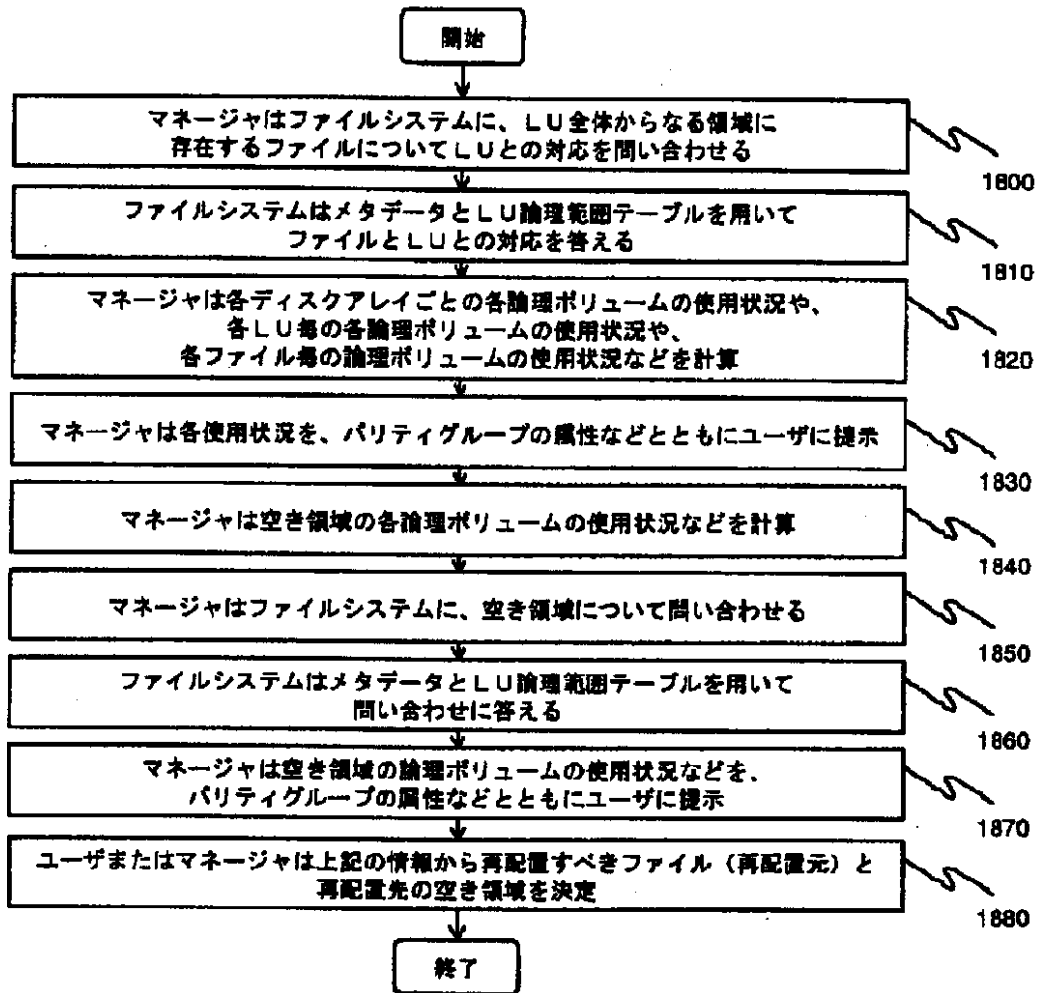 開始
マネージャはファイルシステムに、LU全体からなる領域に
存在するファイルについてLUとの対応を問い合わせる
1800
ファイルシステムはメタデータとLU論理範囲テーブルを用いて
ファイルとLUとの対応を答える
1810
マネージャは各ディスクアレイごとの各論理ボリュームの使用状況や、
各LU毎の各論理ボリュームの使用状況や、
各ファイル毎の論理ボリュームの使用状況などを計算
1820
マネージャは各使用状況を、パリティグループの属性などとともにユーザに提示
1830
マネージャは空き領域の各論理ボリュームの使用状況などを計算
1840
マネージャはファイルシステムに、空き領域について問い合わせる
1850
ファイルシステムはメタデータとLU論理範囲テーブルを用いて
問い合わせに答える
1860
マネージャは空き領域の論理ボリュームの使用状況などを、
パリティグループの属性などとともにユーザに提示
1870
ユーザまたはマネージャは上記の情報から再配置すべきファイル（再配置元）と
再配置先の空き領域を決定
1880
終了